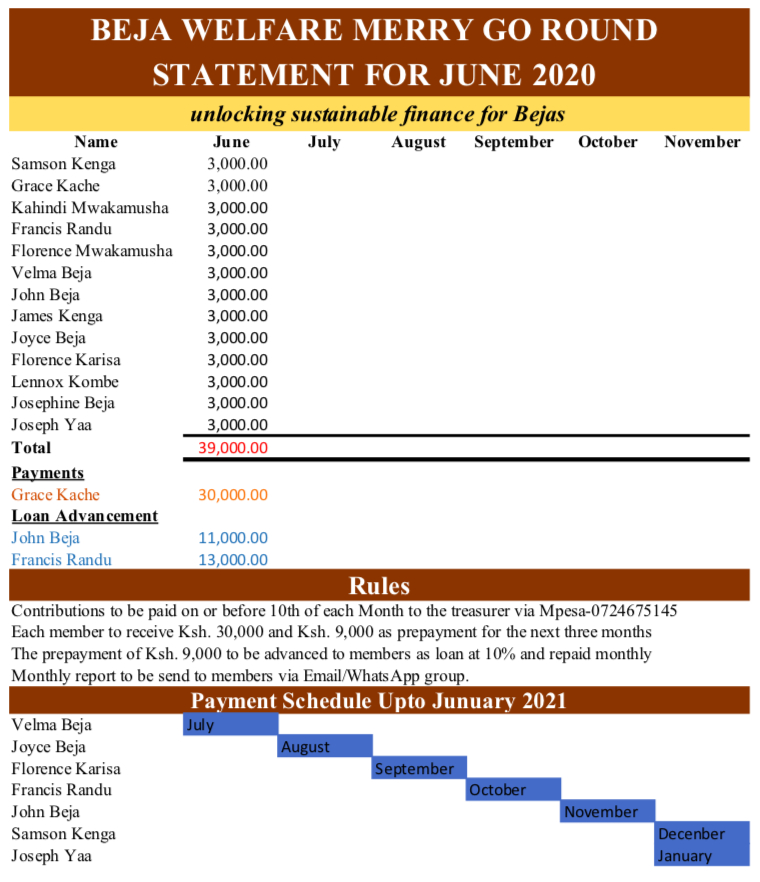 BEJA WELFARE MERRY GO ROUND
STATEMENT FOR JUNE 2020
unlocking sustainable finance for Bejas
Name June July August September October November
Samson Kenga 3,000.00
Grace Kache 3,000.00
Kahindi Mwakamusha 3,000.00
Francis Randu 3,000.00
Florence Mwakamusha 3,000.00
Velma Beja 3,000.00
John Beja 3,000.00
James Kenga 3,000.00
Joyce Beja 3,000.00
Florence Karisa 3,000.00
Lennox Kombe 3,000.00
Josephine Beja 3,000.00
Joseph Yaa 3,000.00
Total 39,000.00
Payments
Grace Kache 30,000.00
Loan Advancement
John Beja 11,000.00
Francis Randu 13,000.00
Rules
Contributions to be paid on or before 10th of each Month to the treasurer via Mpesa-0724675145
Each member to receive Ksh. 30,000 and Ksh. 9,000 as prepayment for the next three months
The prepayment of Ksh. 9,000 to be advanced to members as loan at 10% and repaid monthly
Monthly report to be send to members via Email/WhatsApp group.
Payment Schedule Upto Junuary 2021
Velma Beja July
Joyce Beja August
Florence Karisa September
Francis Randu October
John Beja November
Samson Kenga Decenber
Joseph Yaa January